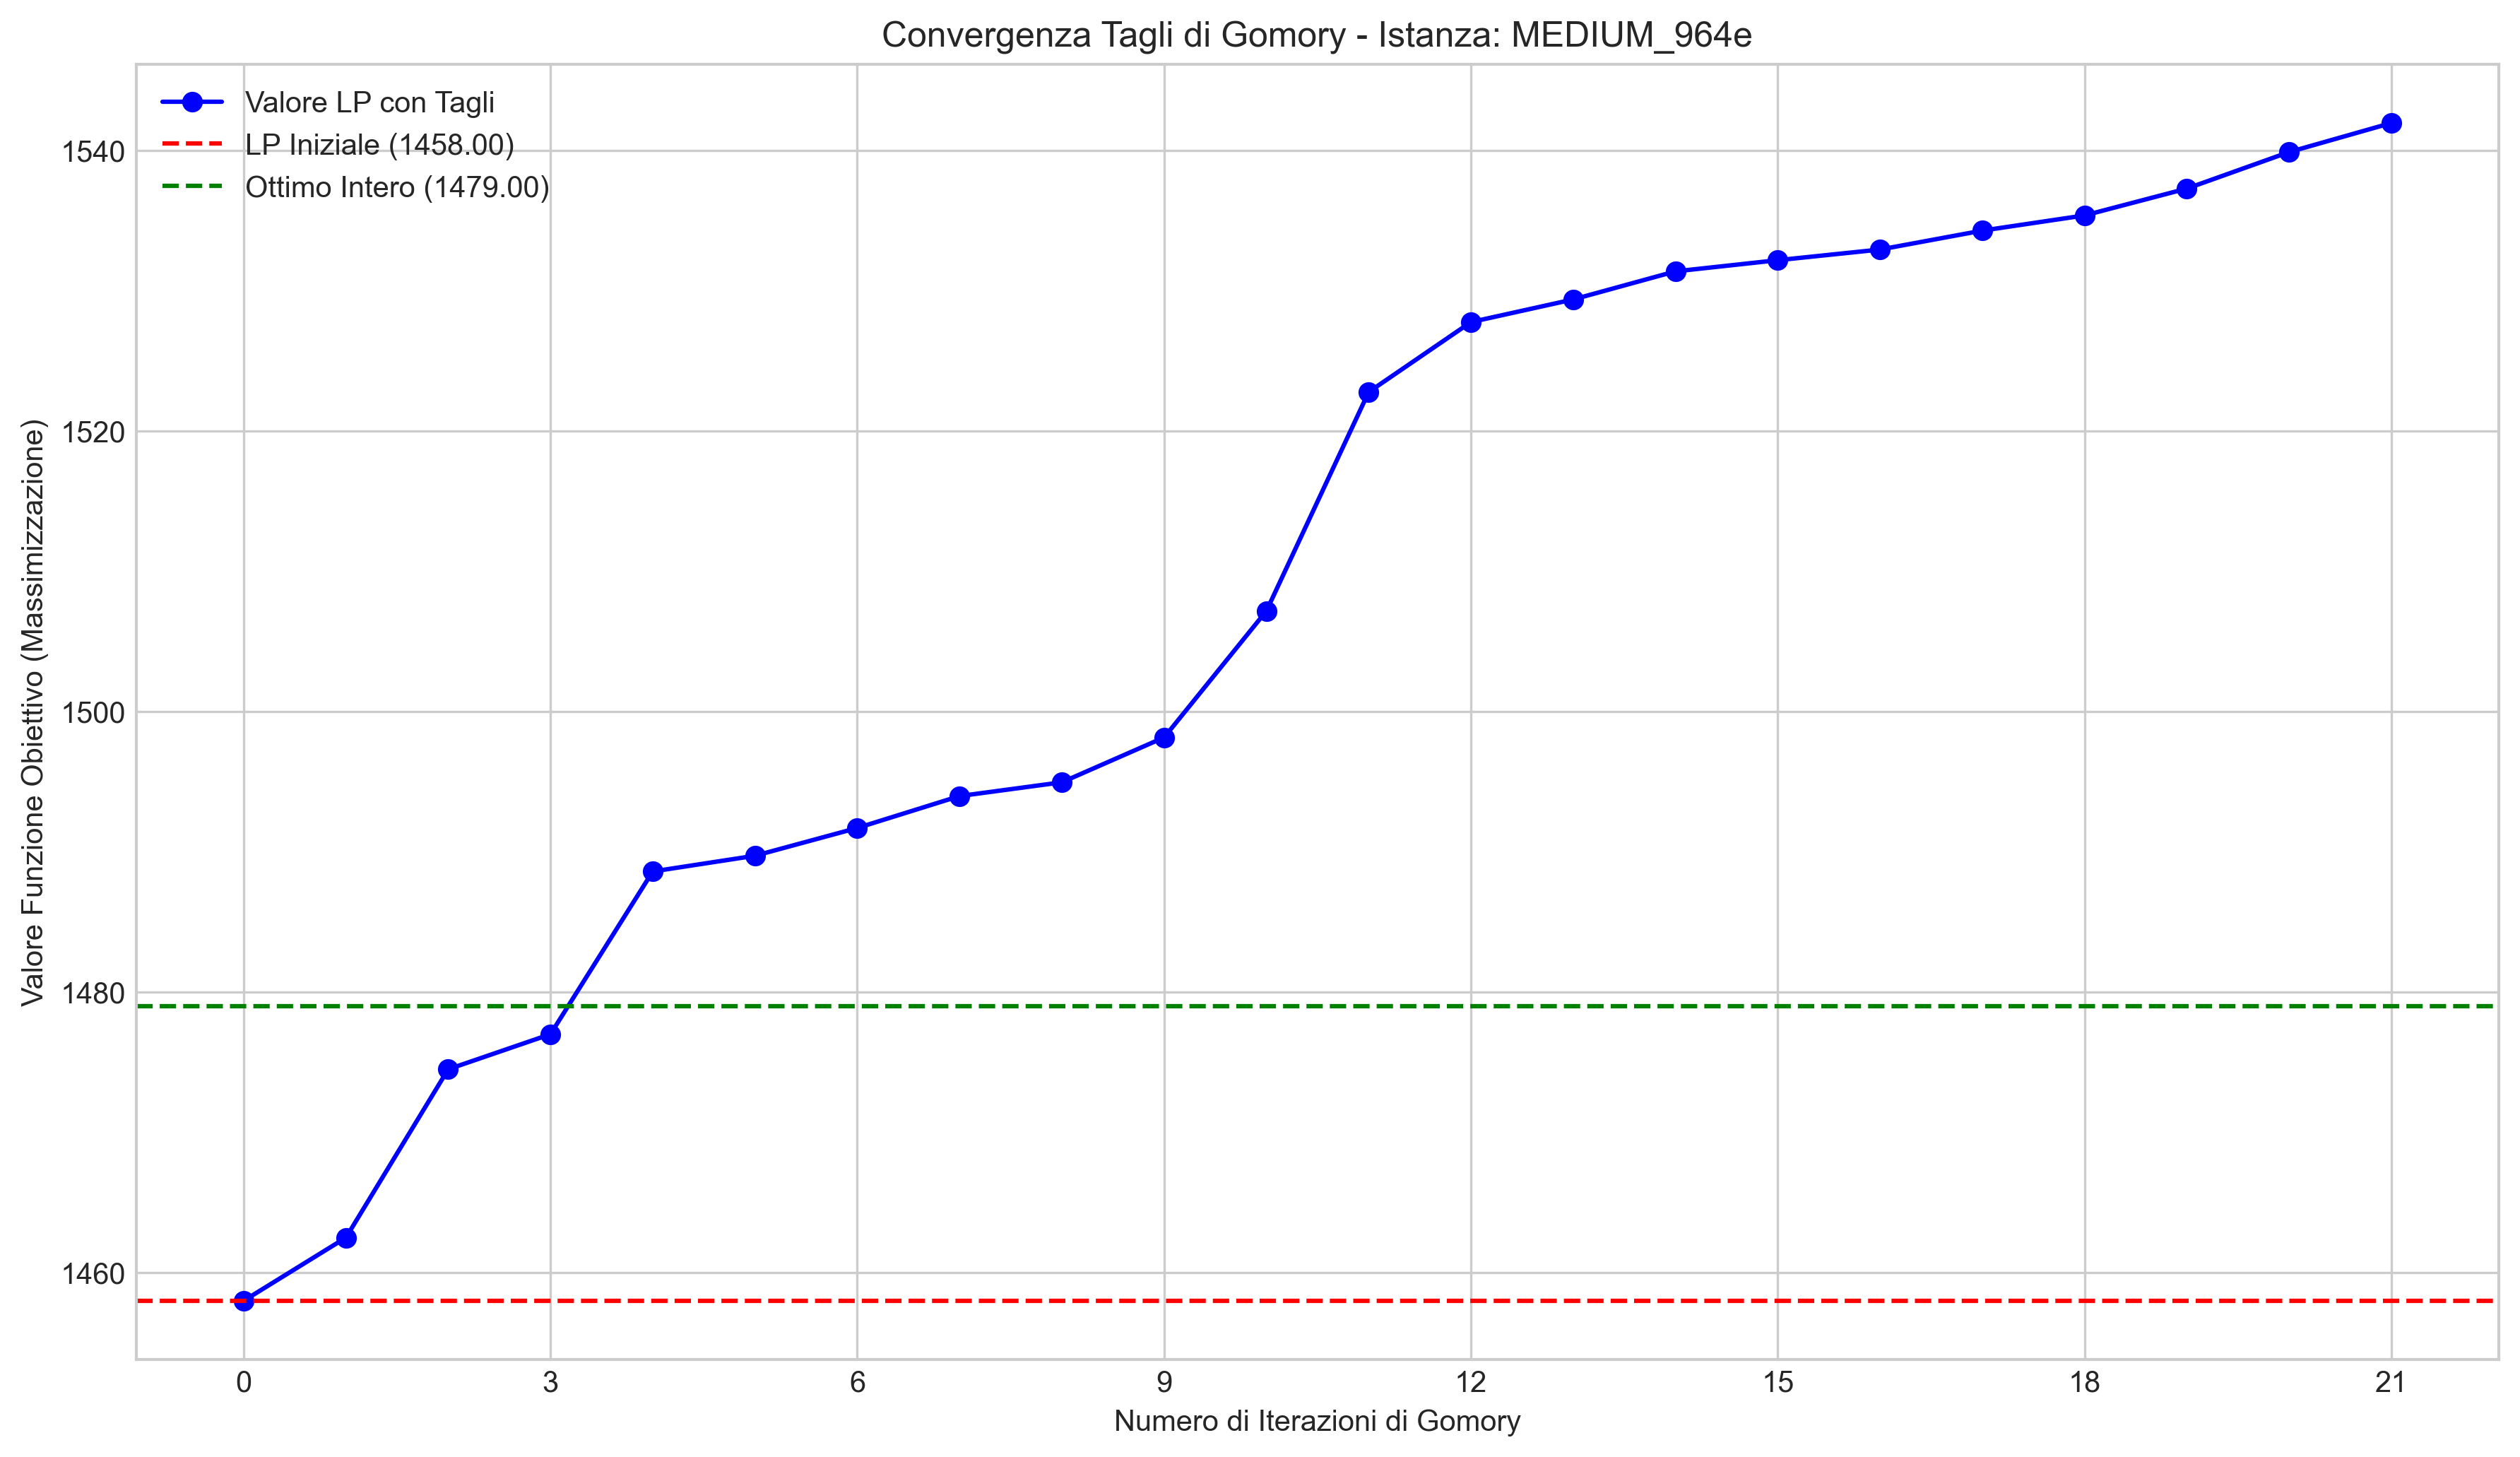 Convergenza Tagli di Gomory - Istanza: MEDIUM_964e
Valore LP con Tagli
LP Iniziale (1458.00)
Ottimo Intero (1479.00)
Valore Funzione Obiettivo (Massimizzazione)
1540
1520
1500
1480
1460
0 3 6 9 12 15 18 21
Numero di Iterazioni di Gomory